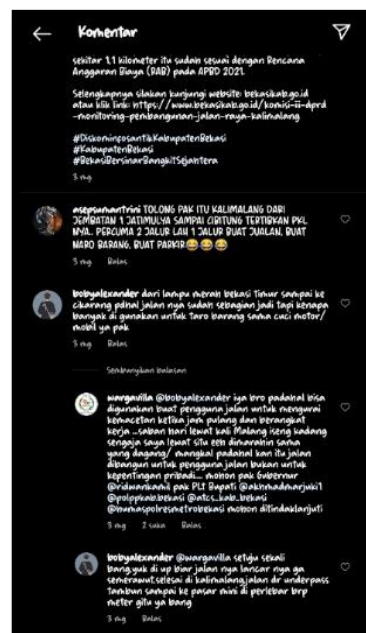 Komentar
sekitar 1,1 kilometer itu sudah sesuai dengan Rencana
Anggaran Biaya (RAB) pada APBD 2021.
Selengkapnya silakan kunjungi website: bekasikab.go.id
atau klik link: https://www.bekasikab.go.id/komisi-ii-dprd
-monitoring-pembangunan-jalan-raya-kalimalang
#DiskominfosantikKabupatenBekasi
#KabupatenBekasi
#BekasiBersinarBangkitSejahtera
3 mg
asepsumantrini TOLONG PAK ITU KALIMALANG DARI
JEMBATAN 1 JATIMULYA SAMPAI CIBITUNG TERTIBKAN PKL
NYA.. PERCUMA 2 JALUR LAH 1 JALUR BUAT JUALAN, BUAT
NARO BARANG, BUAT PARKIR😂😂😂
3 mg Balas
bobyalexander dari lampu merah bekasi timur sampai ke
cikarang pdhal jalan nya sudah sebagian jadi tapi kenapa
banyak di gunakan untuk taro barang sama cuci motor/
mobil ya pak
3 mg Balas
Sembunyikan balasan
wargavilla @bobyalexander iya bro padahal bisa
digunakan buat pengguna jalan untuk mengurai
kemacetan ketika jam pulang dan berangkat
kerja ..saban hari lewat kali Malang iseng kadang
sengaja saya lewat situ eeh dimarahin sama
yang dagang/ mangkal padahal kan itu jalan
dibangun untuk pengguna jalan bukan untuk
kepentingan pribadi... mohon pak Gubernur
@ridwankamil pak PLT Bupati @akhmadmarjuki1
@polppkab.bekasi @atcs_kab_bekasi
@humaspolresmetrobekasi mohon ditindaklanjuti
3 mg 2 suka Balas
bobyalexander @wargavilla setuju sekali
bang,yuk di up biar jalan nya lancar nya ga
semerawut.selesai di kalimalang,jalan dr underpass
tambun sampai ke pasar mini di perlebar brp
meter gitu ya bang
3 mg Balas